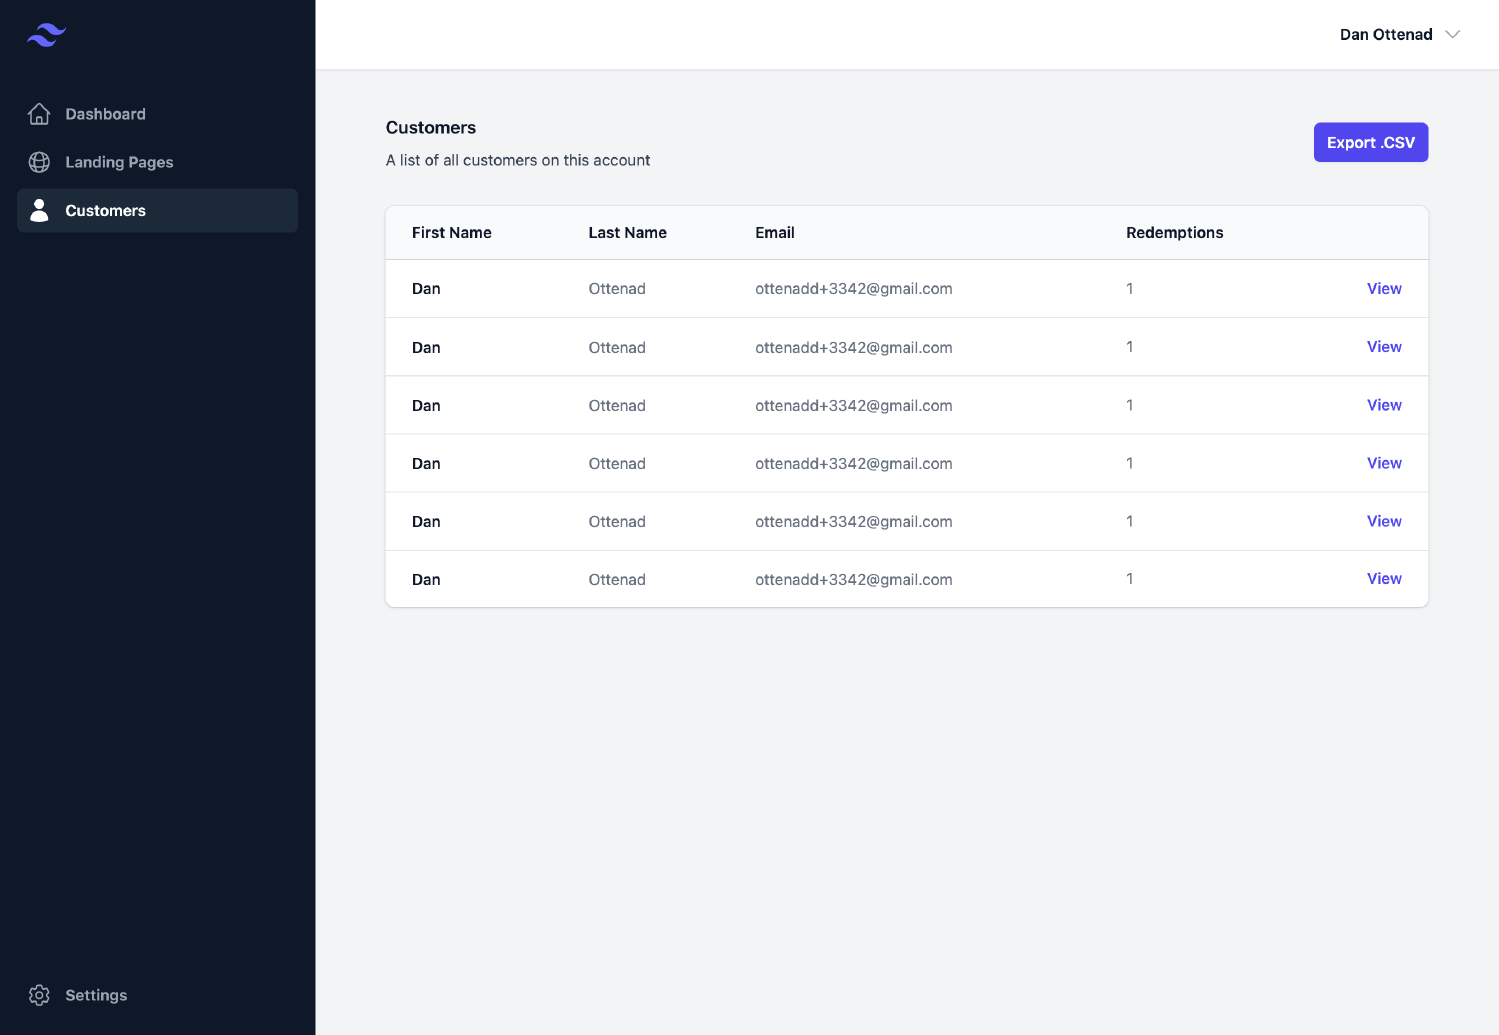 Dan Ottenad
Dashboard
Landing Pages
Customers
Settings
Customers
A list of all customers on this account
Export .CSV
First Name Last Name Email Redemptions
Dan Ottenad ottenadd+3342@gmail.com 1 View
Dan Ottenad ottenadd+3342@gmail.com 1 View
Dan Ottenad ottenadd+3342@gmail.com 1 View
Dan Ottenad ottenadd+3342@gmail.com 1 View
Dan Ottenad ottenadd+3342@gmail.com 1 View
Dan Ottenad ottenadd+3342@gmail.com 1 View